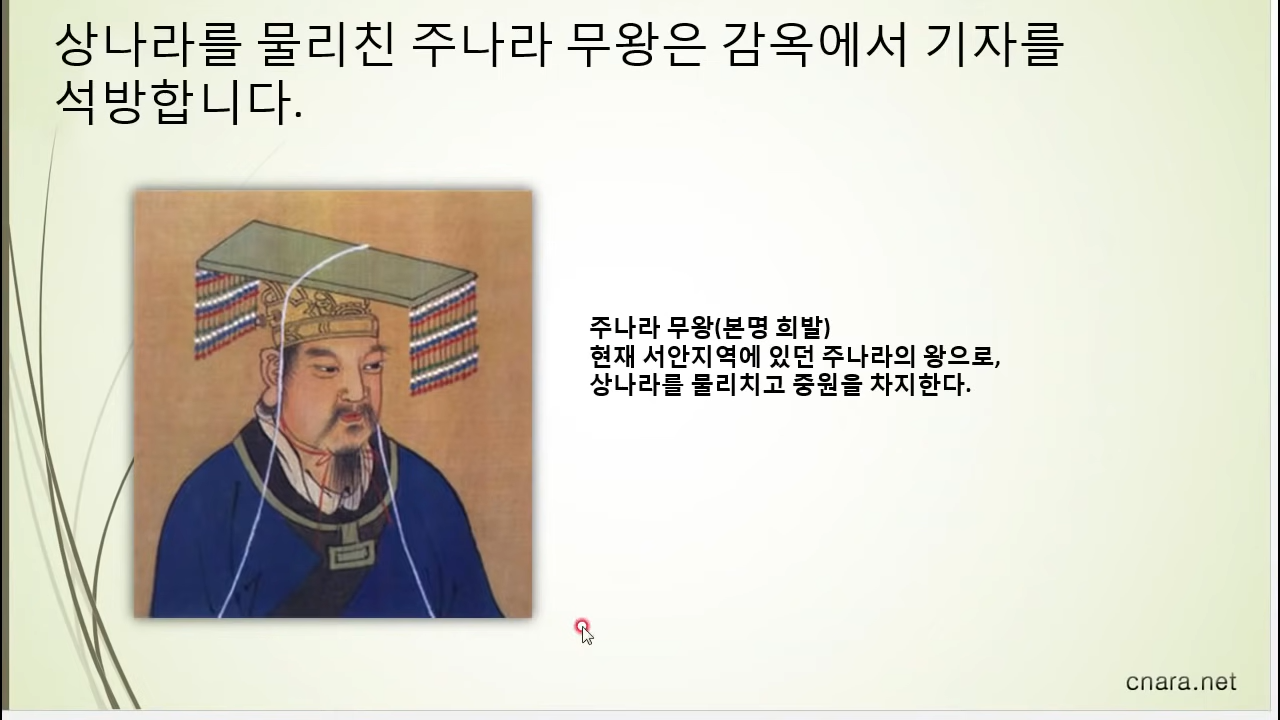 상나라를 물리친 주나라 무왕은 감옥에서 기자를
석방합니다.
주나라 무왕(본명 희발)
현재 서안지역에 있던 주나라의 왕으로,
상나라를 물리치고 중원을 차지한다.
cnara.net